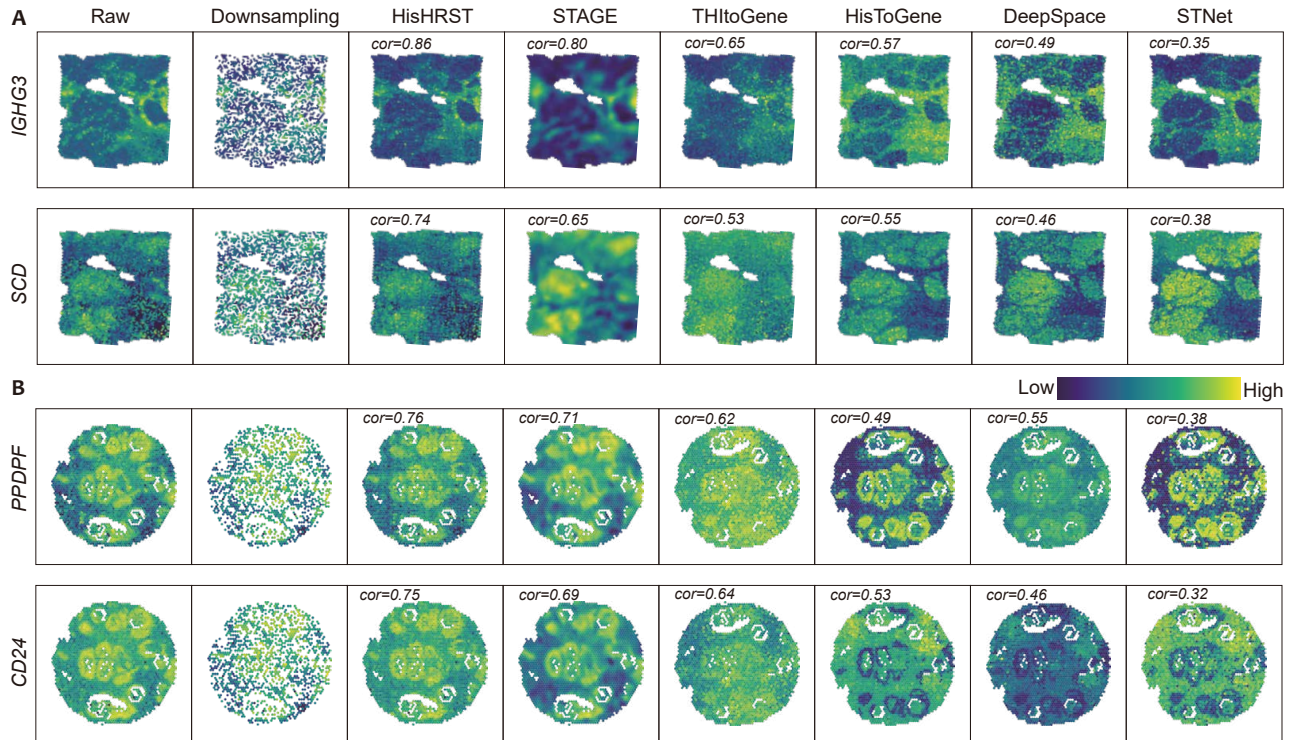 A Raw Downsampling HisHRST STAGE THItoGene HisToGene DeepSpace STNet
IGHG3 cor=0.86 cor=0.80 cor=0.65 cor=0.57 cor=0.49 cor=0.35
SCD cor=0.74 cor=0.65 cor=0.53 cor=0.55 cor=0.46 cor=0.38
B Low High
PPDPF cor=0.76 cor=0.71 cor=0.62 cor=0.49 cor=0.55 cor=0.38
CD24 cor=0.75 cor=0.69 cor=0.64 cor=0.53 cor=0.46 cor=0.32